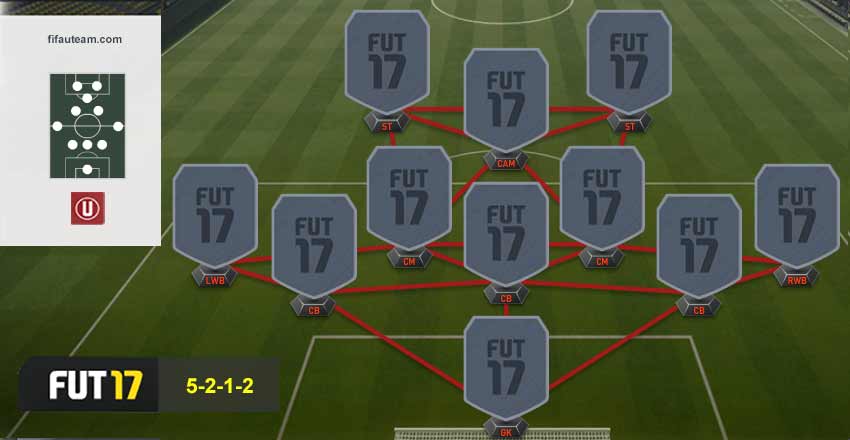 fifauteam.com
FUT
17
FUT
17
FUT
17
ST
ST
CAM
FUT
17
FUT
17
FUT
17
FUT
17
FUT
17
FUT
17
FUT
17
LWB
CM
CM
RWB
CB
CB
CB
FUT
17
GK
U
FUT 17
5-2-1-2